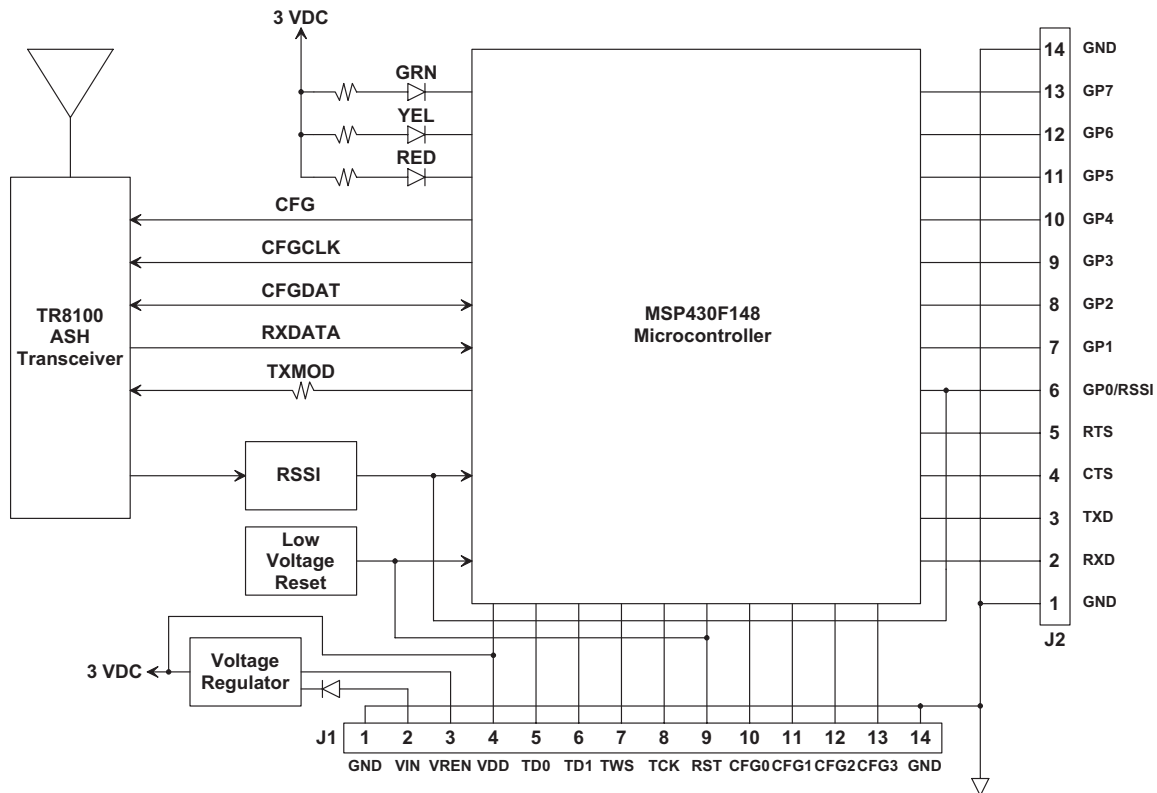 3 VDC
GRN
YEL
RED
CFG
CFGCLK
CFGDAT
RXDATA
TXMOD
TR8100
ASH
Transceiver
RSSI
Low
Voltage
Reset
3 VDC
Voltage
Regulator
MSP430F148
Microcontroller
14 GND
13 GP7
12 GP6
11 GP5
10 GP4
9 GP3
8 GP2
7 GP1
6 GP0/RSSI
5 RTS
4 CTS
3 TXD
2 RXD
1 GND
J2
J1 1 2 3 4 5 6 7 8 9 10 11 12 13 14
GND VIN VREN VDD TD0 TD1 TWS TCK RST CFG0 CFG1 CFG2 CFG3 GND